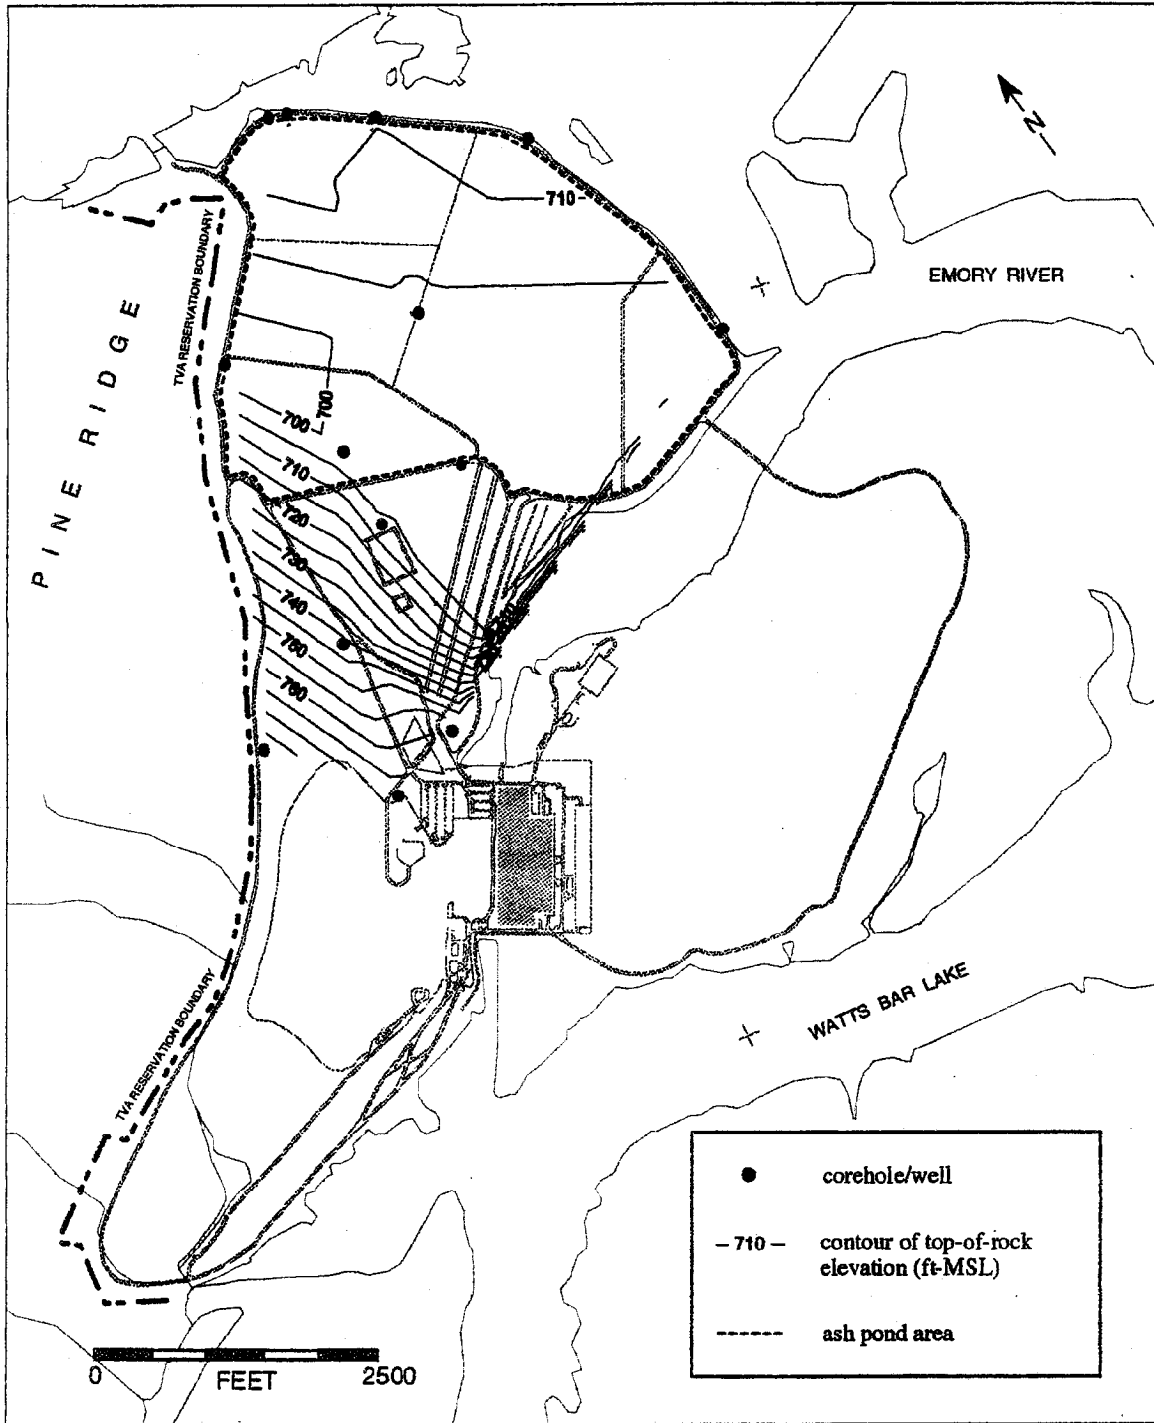 N
710
EMORY RIVER
TVA RESERVATION BOUNDARY
PINE RIDGE
700
700
710
720
730
740
750
760
TVA RESERVATION BOUNDARY
WATTS BAR LAKE
corehole/well
– 710 – contour of top-of-rock
elevation (ft-MSL)
ash pond area
0 2500
FEET